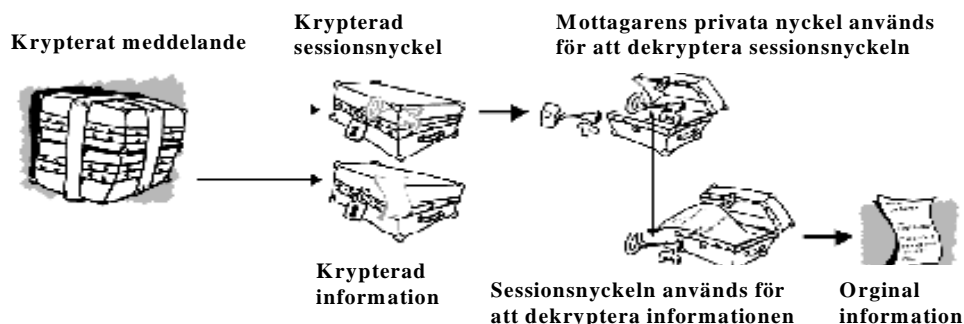 Krypterat meddelande
Krypterad
sessionsnyckel
Mottagarens privata nyckel används
för att dekryptera sessionsnyckeln
Krypterad
information
Sessionsnyckeln används för
att dekryptera informationen
Orginal
information